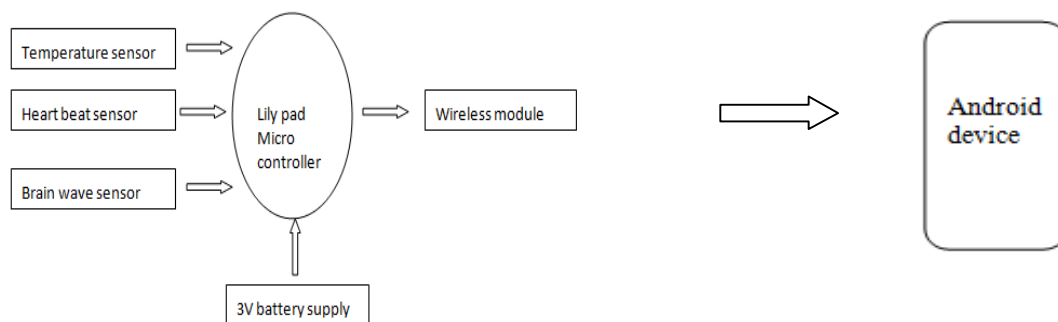 Temperature sensor
Heart beat sensor
Brain wave sensor
Lily pad
Micro
controller
3V battery supply
Wireless module
Android
device